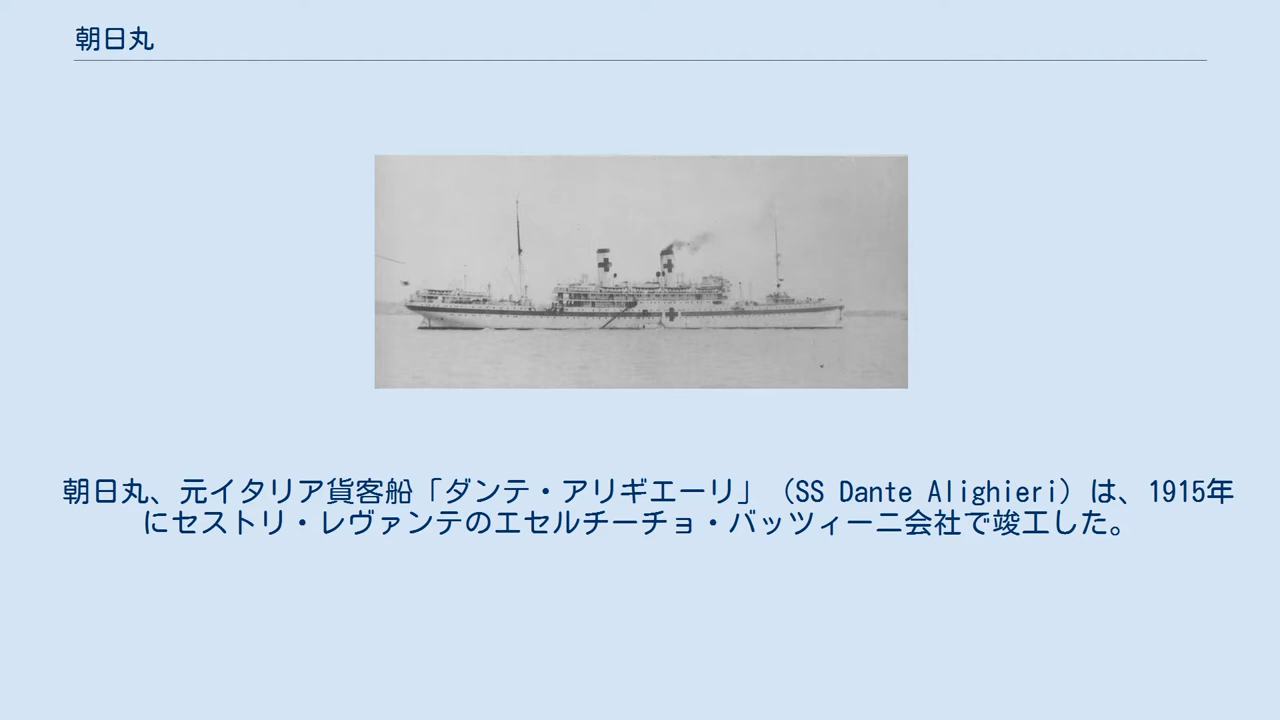 朝日丸
朝日丸、元イタリア貨客船「ダンテ・アリギエーリ」（SS Dante Alighieri）は、1915年
にセストリ・レヴァンテのエセルチーチョ・バッツィーニ会社で竣工した。